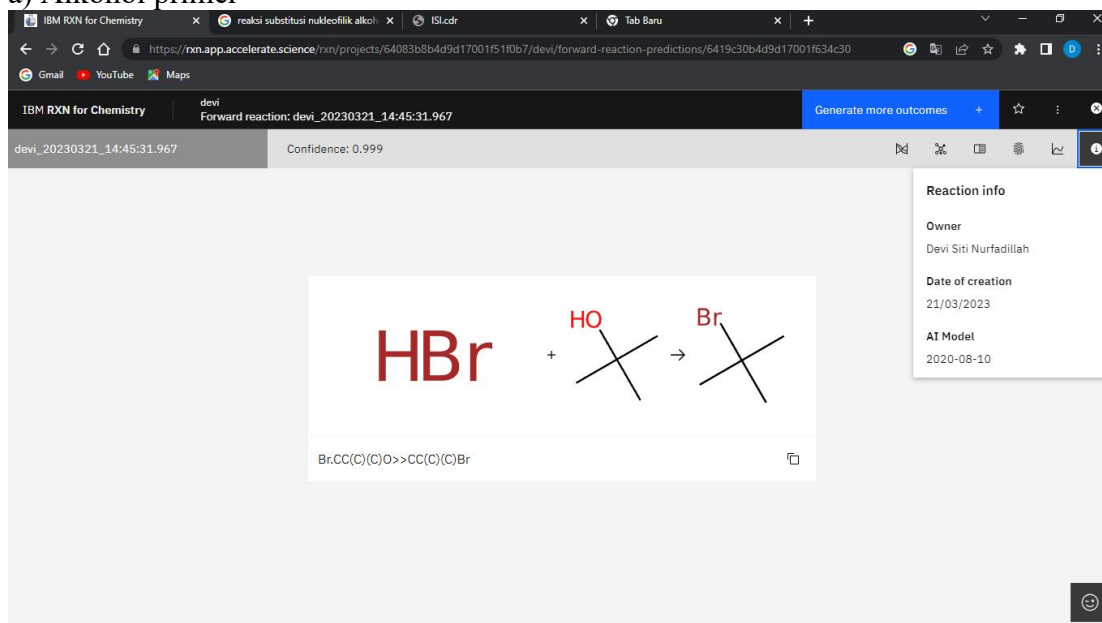 a) Alkohol primer
IBM RXN for Chemistry
reaksi substitusi nukleofilik alkoh
ISI.cdr
Tab Baru
https://rxn.app.accelerate.science/rxn/projects/64083b8b4d9d17001f51f0b7/devi/forward-reaction-predictions/6419c30b4d9d17001f634c30
D
Gmail YouTube Maps
IBM RXN for Chemistry
devi
Forward reaction: devi_20230321_14:45:31.967
Generate more outcomes +
devi_20230321_14:45:31.967
Confidence: 0.999
Reaction info
Owner
Devi Siti Nurfadillah
Date of creation
21/03/2023
AI Model
2020-08-10
HBr + HO → Br
Br.CC(C)(C)O>>CC(C)(C)Br